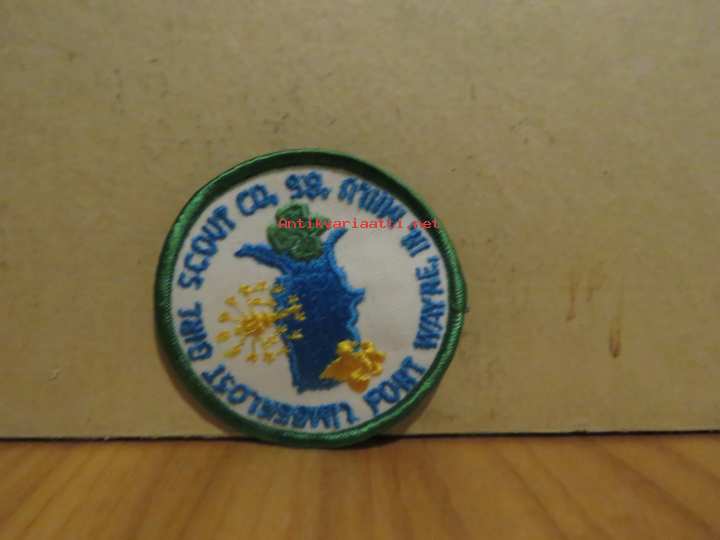 LIMBERLOST GIRL SCOUT CO,
FORT WAYNE, IN
Antikvariaatti.net